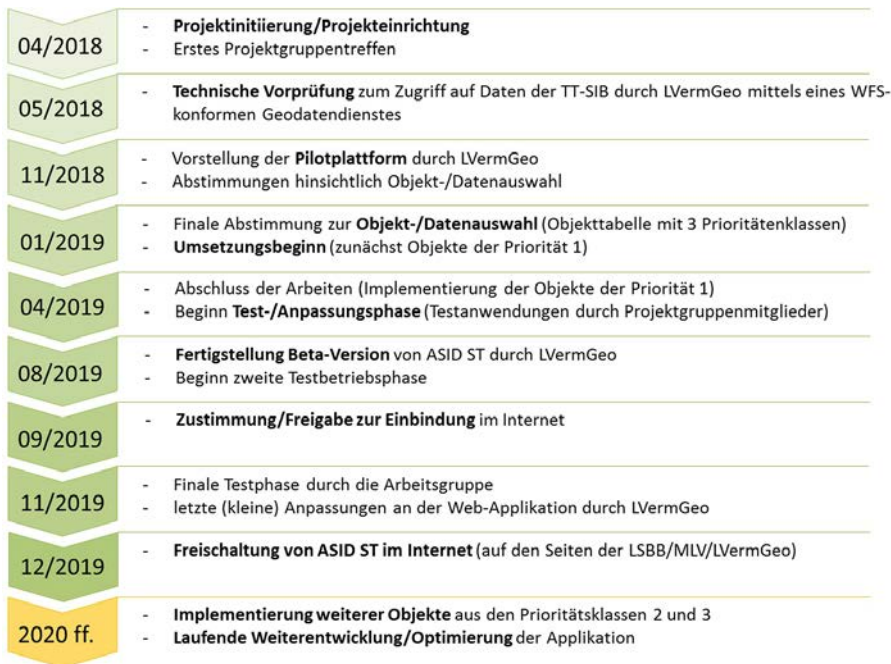 04/2018
- Projektinitiierung/Projekteinrichtung
- Erstes Projektgruppentreffen
05/2018
- Technische Vorprüfung zum Zugriff auf Daten der TT-SIB durch LVermGeo mittels eines WFS-
konformen Geodatendienstes
11/2018
- Vorstellung der Pilotplattform durch LVermGeo
- Abstimmungen hinsichtlich Objekt-/Datenauswahl
01/2019
- Finale Abstimmung zur Objekt-/Datenauswahl (Objekttabelle mit 3 Prioritätenklassen)
- Umsetzungsbeginn (zunächst Objekte der Priorität 1)
04/2019
- Abschluss der Arbeiten (Implementierung der Objekte der Priorität 1)
- Beginn Test-/Anpassungsphase (Testanwendungen durch Projektgruppenmitglieder)
08/2019
- Fertigstellung Beta-Version von ASID ST durch LVermGeo
- Beginn zweite Testbetriebsphase
09/2019
- Zustimmung/Freigabe zur Einbindung im Internet
11/2019
- Finale Testphase durch die Arbeitsgruppe
- letzte (kleine) Anpassungen an der Web-Applikation durch LVermGeo
12/2019
- Freischaltung von ASID ST im Internet (auf den Seiten der LSBB/MLV/LVermGeo)
2020 ff.
- Implementierung weiterer Objekte aus den Prioritätsklassen 2 und 3
- Laufende Weiterentwicklung/Optimierung der Applikation